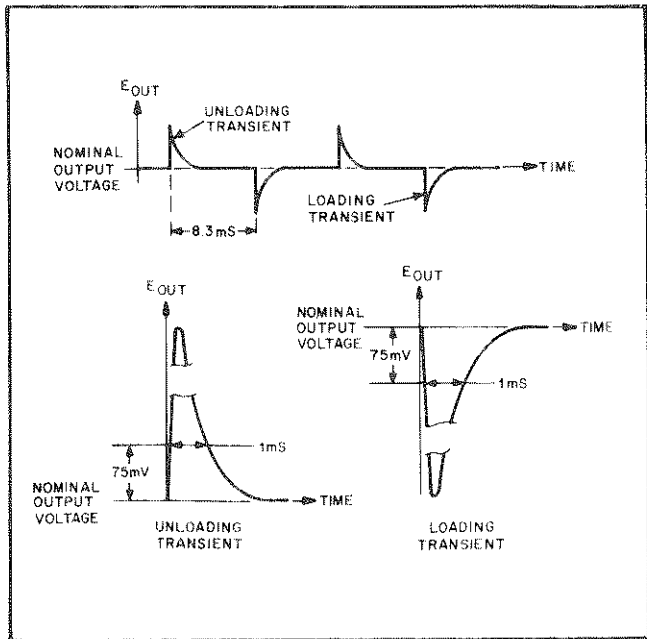 EOUT
UNLOADING
TRANSIENT
NOMINAL
OUTPUT
VOLTAGE
TIME
LOADING
TRANSIENT
8.3mS
EOUT
75mV
1mS
NOMINAL
OUTPUT
VOLTAGE
TIME
UNLOADING
TRANSIENT
EOUT
NOMINAL
OUTPUT
VOLTAGE
TIME
75mV
1mS
LOADING
TRANSIENT